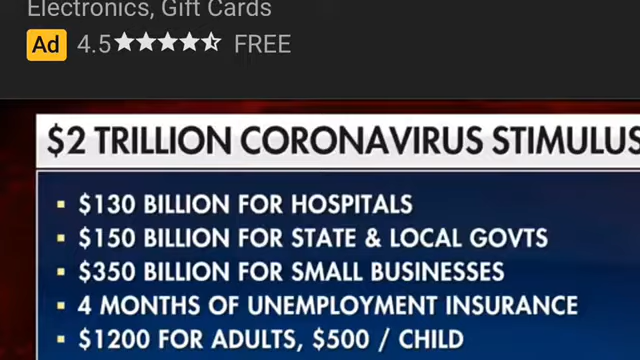 Electronics, Gift Cards
Ad 4.5★★★★⯪ FREE
$2 TRILLION CORONAVIRUS STIMULUS
▪ $130 BILLION FOR HOSPITALS
▪ $150 BILLION FOR STATE & LOCAL GOVTS
▪ $350 BILLION FOR SMALL BUSINESSES
▪ 4 MONTHS OF UNEMPLOYMENT INSURANCE
▪ $1200 FOR ADULTS, $500 / CHILD